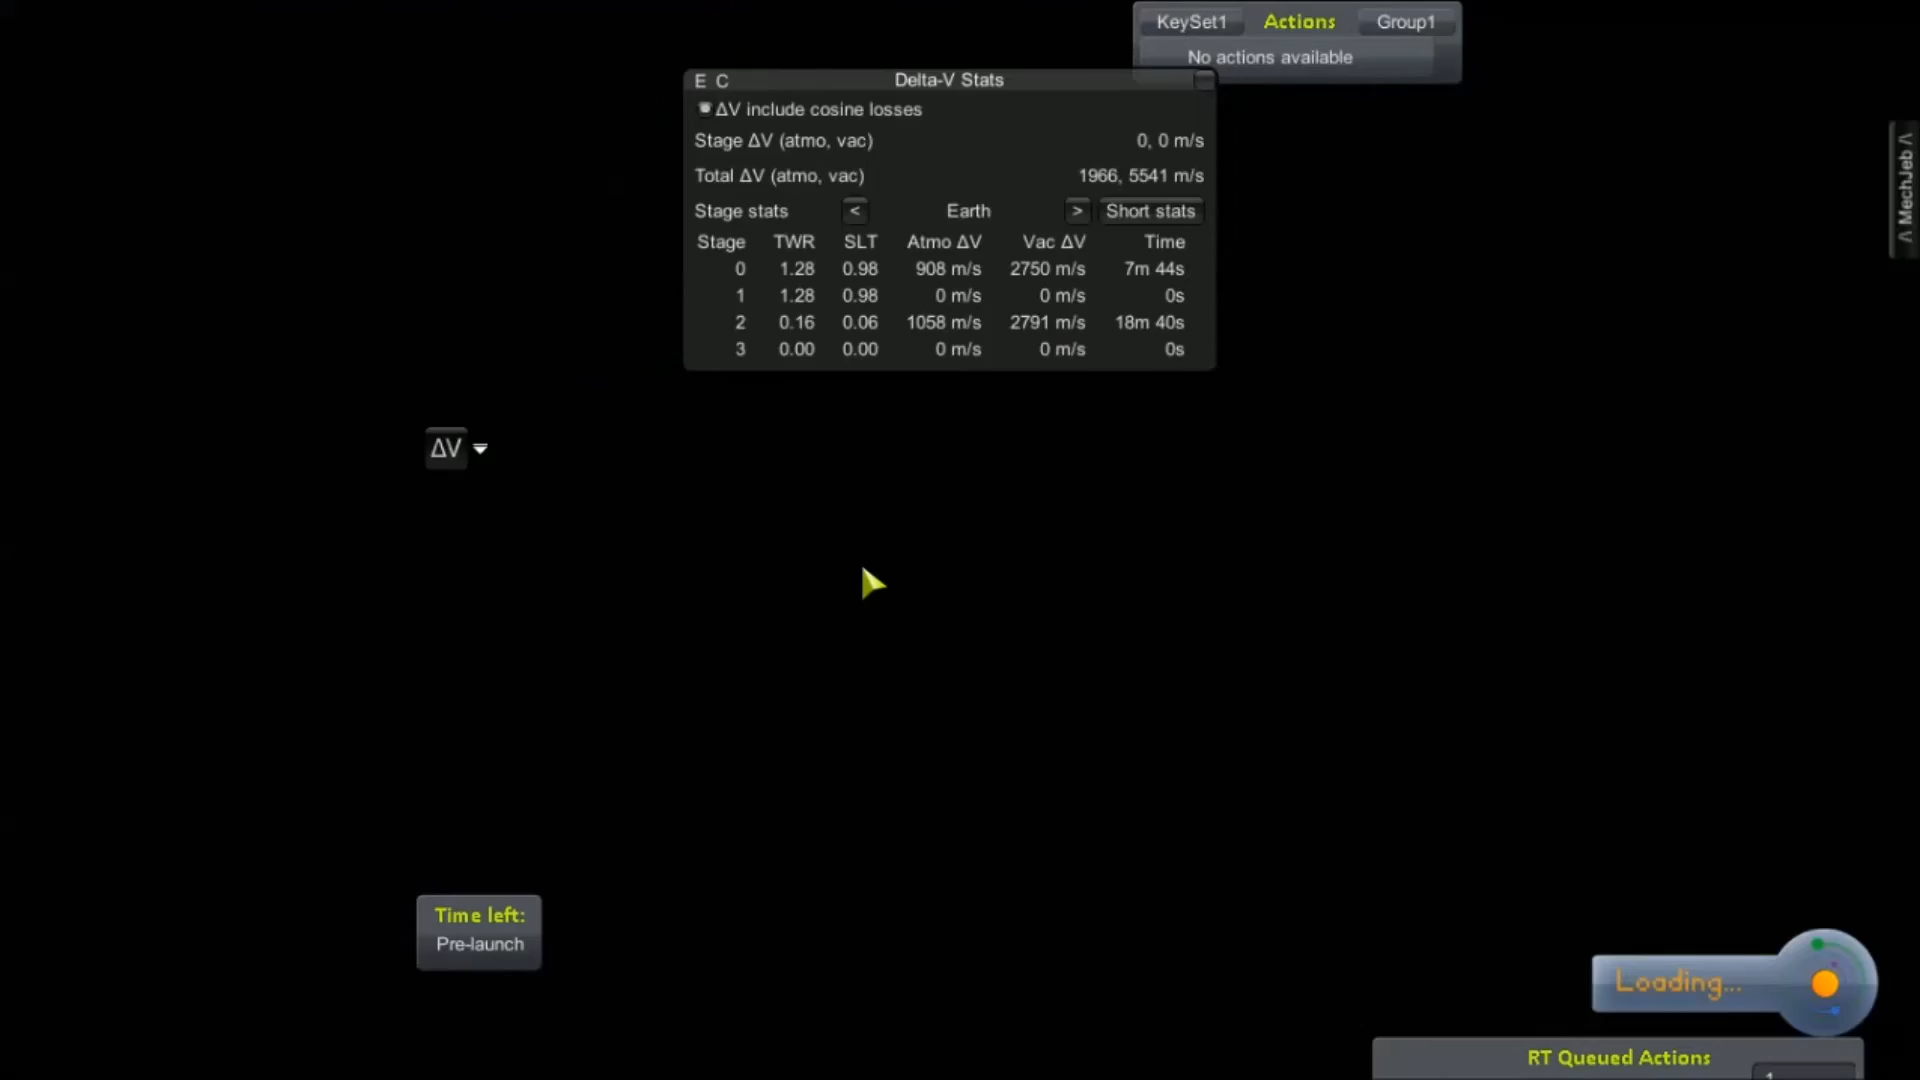 KeySet1 Actions Group1
No actions available
E C Delta-V Stats
ΔV include cosine losses
Stage ΔV (atmo, vac) 0, 0 m/s
Total ΔV (atmo, vac) 1966, 5541 m/s
Stage stats < Earth > Short stats
Stage TWR SLT Atmo ΔV Vac ΔV Time
0 1.28 0.98 908 m/s 2750 m/s 7m 44s
1 1.28 0.98 0 m/s 0 m/s 0s
2 0.16 0.06 1058 m/s 2791 m/s 18m 40s
3 0.00 0.00 0 m/s 0 m/s 0s
/\ MechJeb /\
ΔV
Time left:
Pre-launch
Loading...
RT Queued Actions